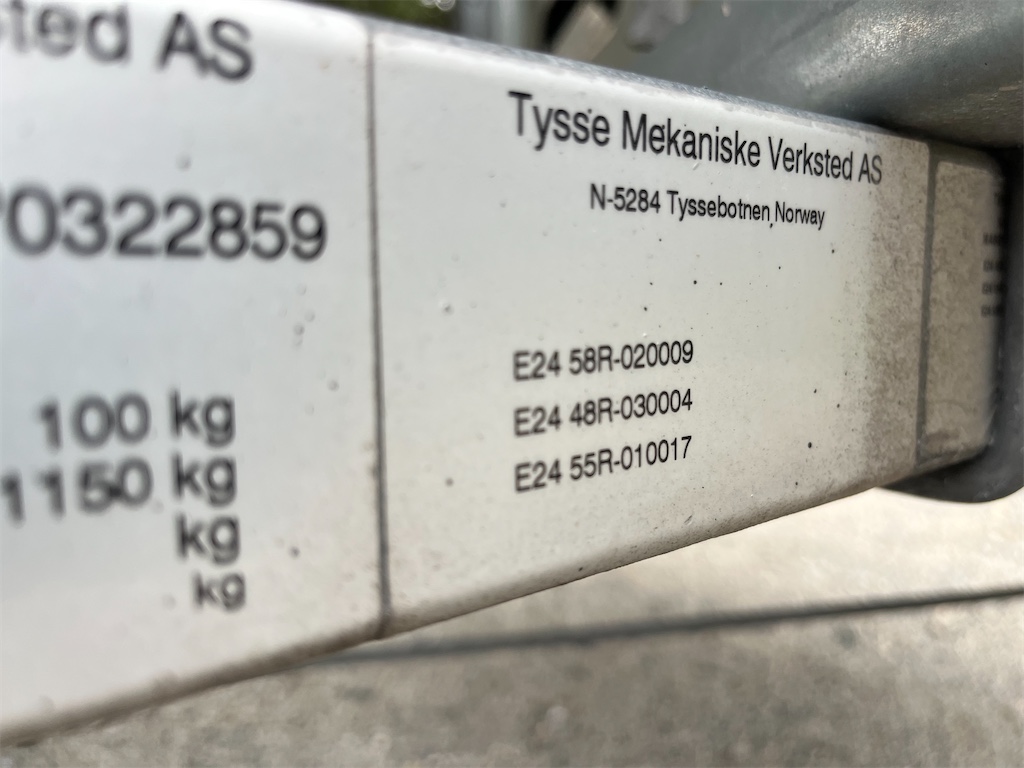 sted AS
0322859
100 kg
1150 kg
kg
kg
Tysse Mekaniske Verksted AS
N-5284 Tyssebotnen, Norway
E24 58R-020009
E24 48R-030004
E24 55R-010017